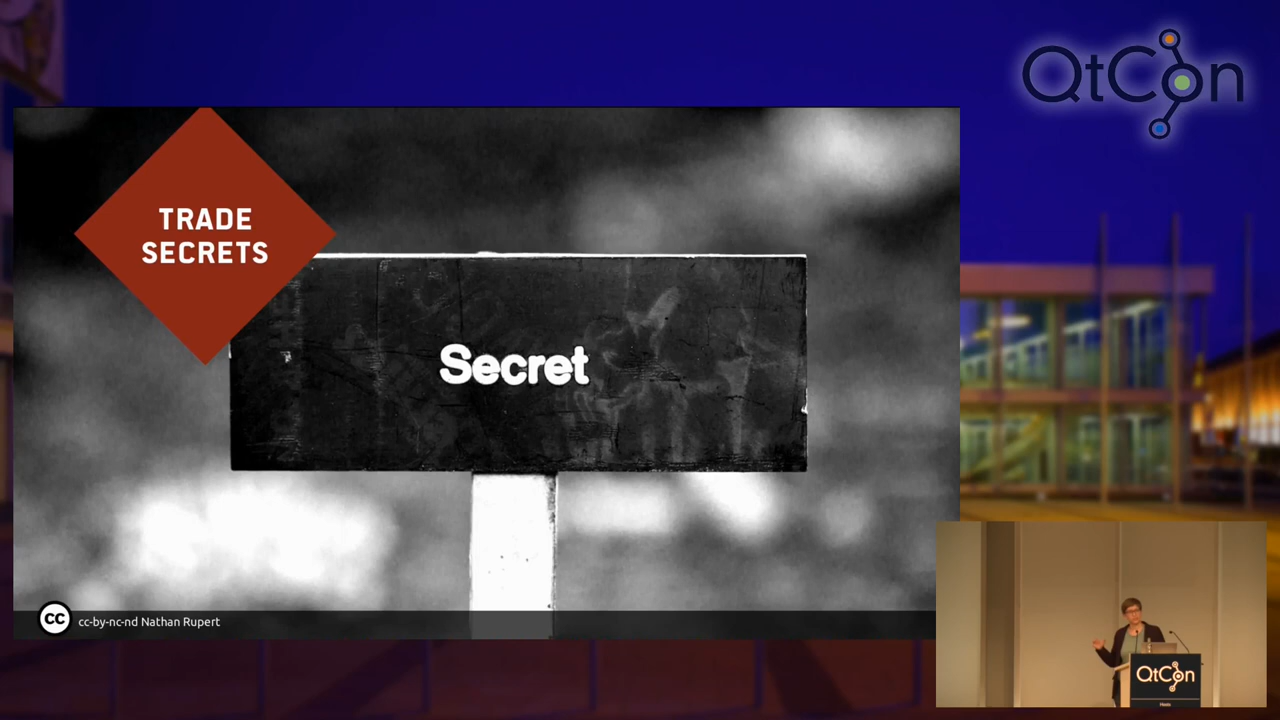 QtCon
TRADE
SECRETS
Secret
cc
cc-by-nc-nd Nathan Rupert
QtCon